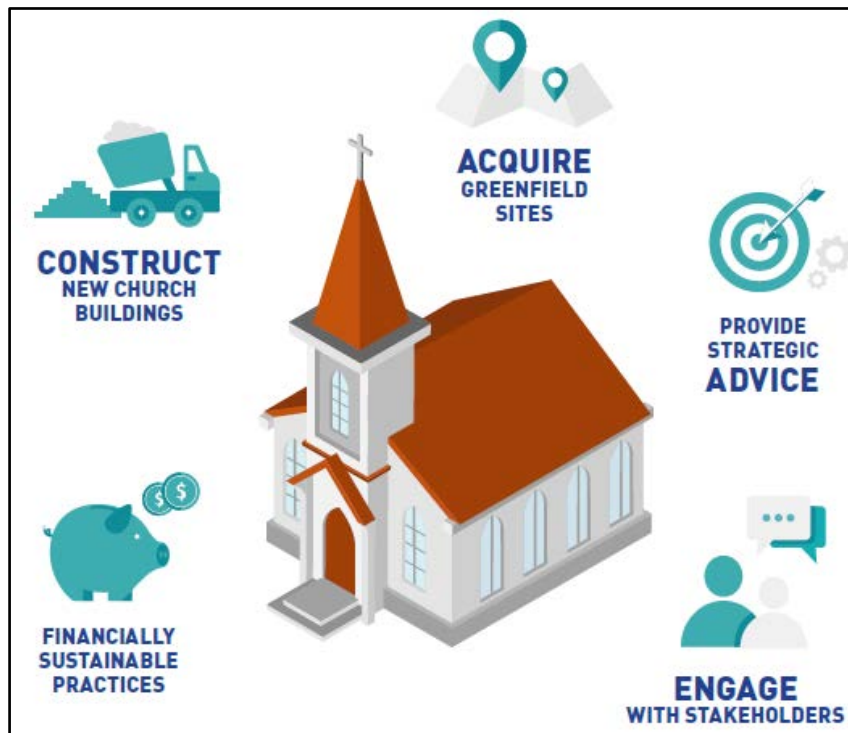 ACQUIRE
GREENFIELD
SITES
CONSTRUCT
NEW CHURCH
BUILDINGS
PROVIDE
STRATEGIC
ADVICE
$ $
FINANCIALLY
SUSTAINABLE
PRACTICES
ENGAGE
WITH STAKEHOLDERS